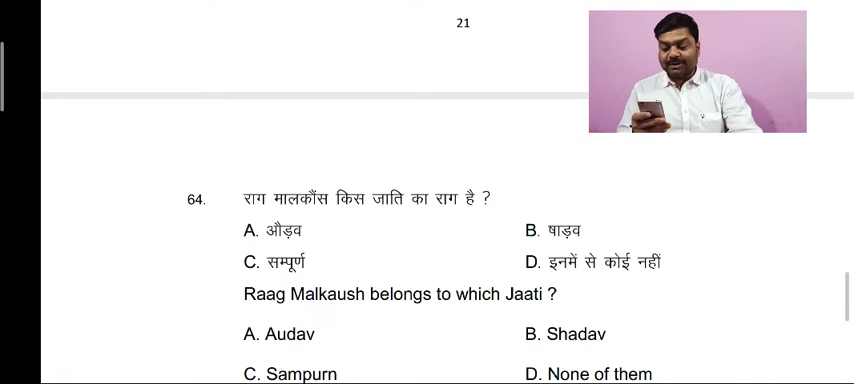 21
64. राग मालकौंस किस जाति का राग है ?
A. औड़व B. षाड़व
C. सम्पूर्ण D. इनमें से कोई नहीं
Raag Malkaush belongs to which Jaati ?
A. Audav B. Shadav
C. Sampurn D. None of them